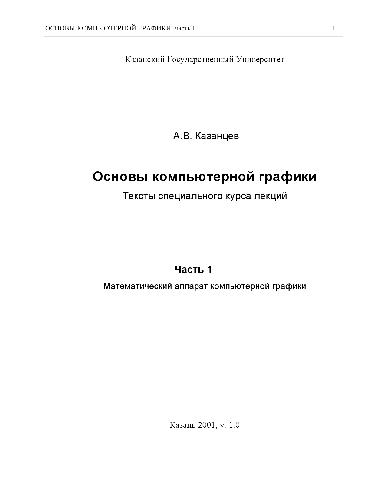 ОСНОВЫ КОМПЬЮТЕРНОЙ ГРАФИКИ часть 1 1
Казанский Государственный Университет
А.В. Казанцев
Основы компьютерной графики
Тексты специального курса лекций
Часть 1
Математический аппарат компьютерной графики
Казань 2001, v. 1.0